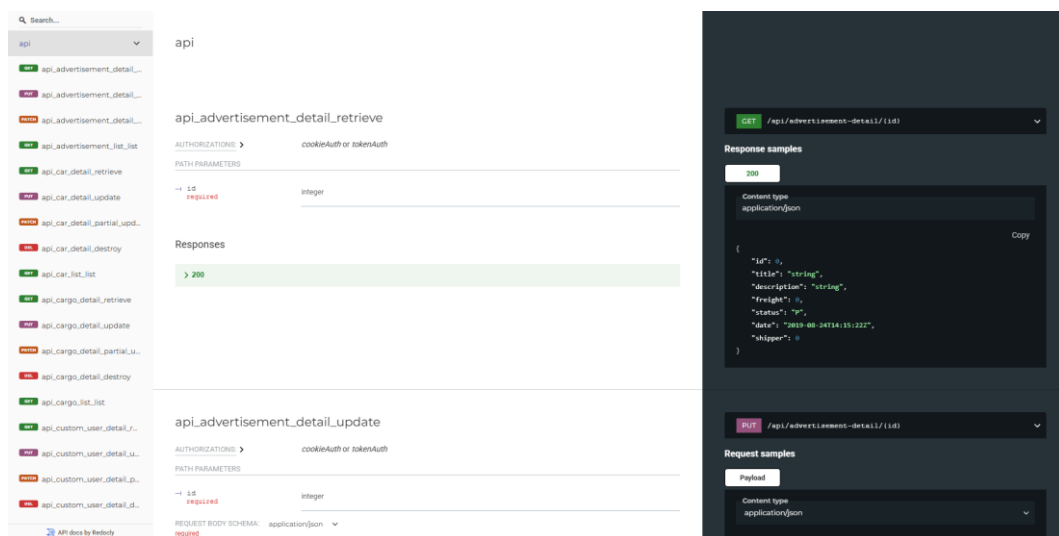 Search...
api
GET api_advertisement_detail_...
PUT api_advertisement_detail_...
PATCH api_advertisement_detail_...
GET api_advertisement_list_list
GET api_car_detail_retrieve
PUT api_car_detail_update
PATCH api_car_detail_partial_upd...
DEL api_car_detail_destroy
GET api_car_list_list
GET api_cargo_detail_retrieve
PUT api_cargo_detail_update
PATCH api_cargo_detail_partial_u...
DEL api_cargo_detail_destroy
GET api_cargo_list_list
GET api_custom_user_detail_r...
PUT api_custom_user_detail_u...
PATCH api_custom_user_detail_p...
DEL api_custom_user_detail_d...
API docs by Redocly
api
api_advertisement_detail_retrieve
AUTHORIZATIONS: cookieAuth or tokenAuth
PATH PARAMETERS
id integer
required
Responses
200
GET /api/advertisement-detail/{id}
Response samples
200
Content type
application/json
Copy
{
"id": 0,
"title": "string",
"description": "string",
"freight": 0,
"status": "P",
"date": "2019-08-24T14:15:22Z",
"shipper": 0
}
api_advertisement_detail_update
AUTHORIZATIONS: cookieAuth or tokenAuth
PATH PARAMETERS
id integer
required
REQUEST BODY SCHEMA: application/json
required
PUT /api/advertisement-detail/{id}
Request samples
Payload
Content type
application/json